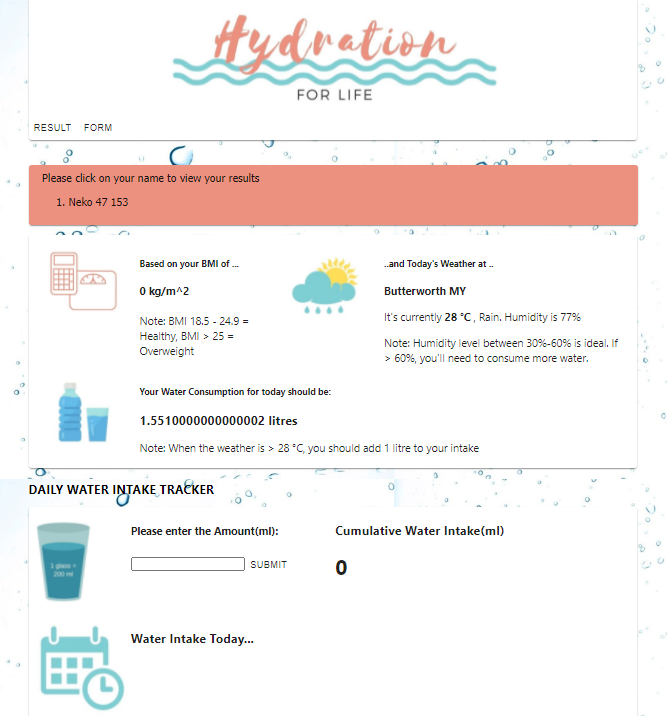 Hydration
FOR LIFE
RESULT FORM
Please click on your name to view your results
1. Neko 47 153
Based on your BMI of ...
0 kg/m^2
Note: BMI 18.5 - 24.9 =
Healthy, BMI > 25 =
Overweight
..and Today's Weather at ..
Butterworth MY
It's currently 28 °C , Rain. Humidity is 77%
Note: Humidity level between 30%-60% is ideal. If
> 60%, you'll need to consume more water.
Your Water Consumption for today should be:
1.5510000000000002 litres
Note: When the weather is > 28 °C, you should add 1 litre to your intake
DAILY WATER INTAKE TRACKER
1 glass =
200 ml
Please enter the Amount(ml):
SUBMIT
Cumulative Water Intake(ml)
0
Water Intake Today...